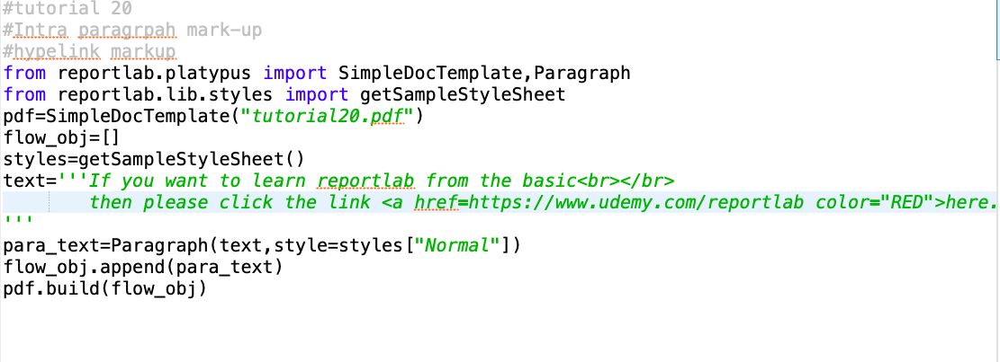 #tutorial 20
#Intra paragrpah mark-up
#hypelink markup
from reportlab.platypus import SimpleDocTemplate,Paragraph
from reportlab.lib.styles import getSampleStyleSheet
pdf=SimpleDocTemplate("tutorial20.pdf")
flow_obj=[]
styles=getSampleStyleSheet()
text='''If you want to learn reportlab from the basic<br></br>
        then please click the link <a href=https://www.udemy.com/reportlab color="RED">here.
'''
para_text=Paragraph(text,style=styles["Normal"])
flow_obj.append(para_text)
pdf.build(flow_obj)